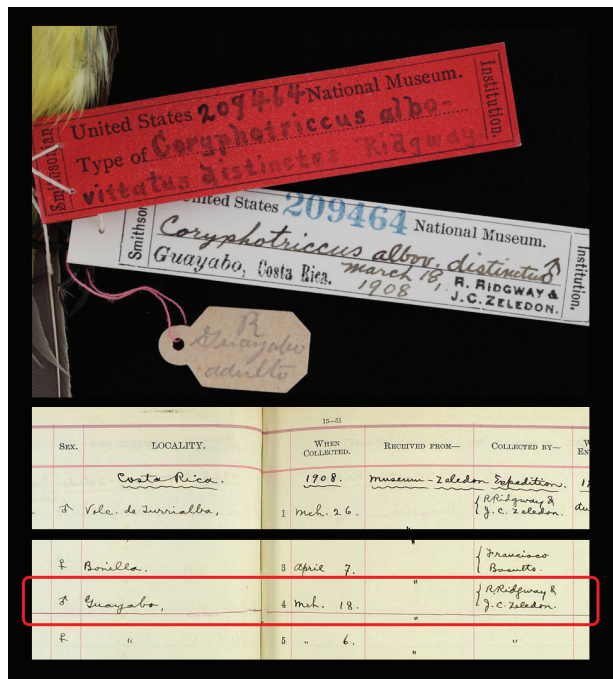 United States 209464 National Museum.
Type of Coryphotriccus albo-
vittatus distinctus Ridgway
Smithsonian
Institution.
United States 209464 National Museum.
Coryphotriccus albov. distinctus ♂
Guayabo, Costa Rica. March 18,
1908
R. RIDGWAY &
J. C. ZELEDON.
Smithson
Institution.
R
Guayabo
adulto
15—51
SEX. LOCALITY. WHEN COLLECTED. RECEIVED FROM— COLLECTED BY—
Costa Rica. 1908. Museum-Zeledon Expedition.
♂ Volc. de Turrialba, 1 Mch. 26. " { R. Ridgway &
J. C. Zeledon.
Bonilla. 3 April 7. " { Francisco
Basulto.
♂ Guayabo, 4 Mch. 18. " { R. Ridgway &
J. C. Zeledon.
" 5 " 6. " "